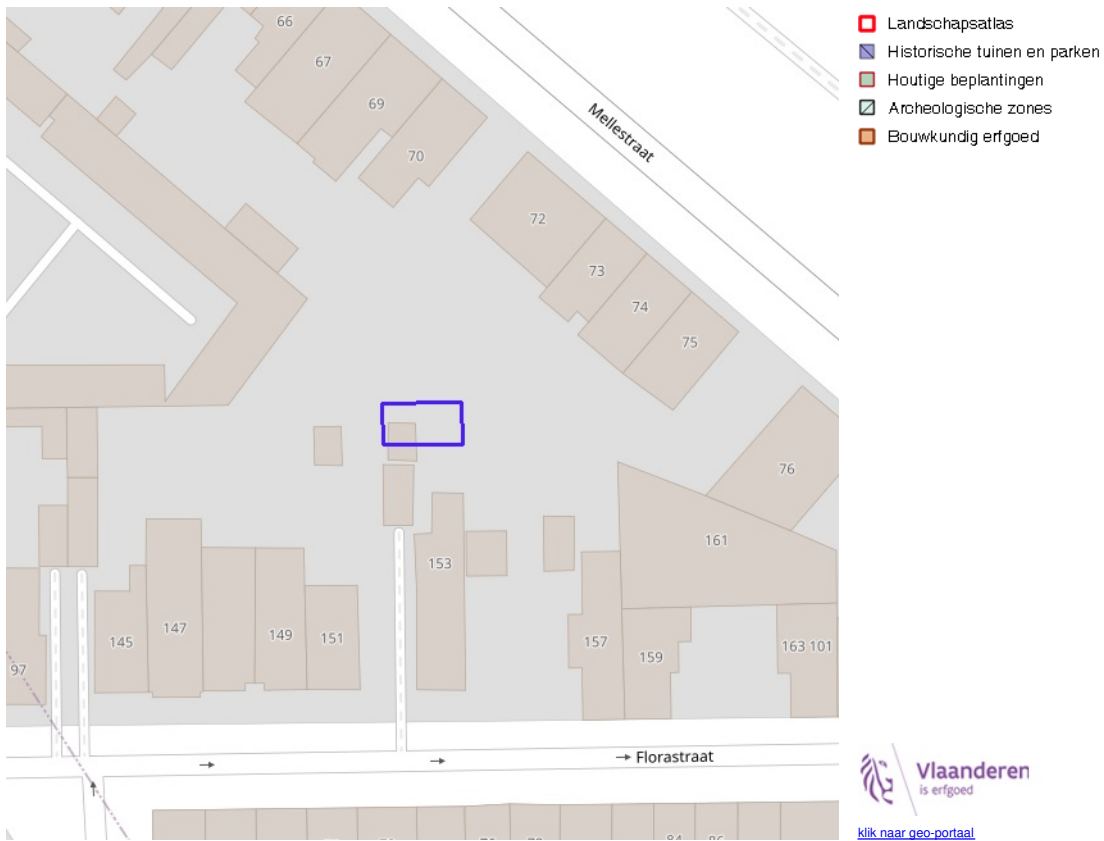 66
67
69
70
Mellestraat
72
73
74
75
76
161
153
145
147
149
151
157
159
163 101
97
Florastraat
84 86
Landschapsatlas
Historische tuinen en parken
Houtige beplantingen
Archeologische zones
Bouwkundig erfgoed
Vlaanderen
is erfgoed
klik naar geo-portaal